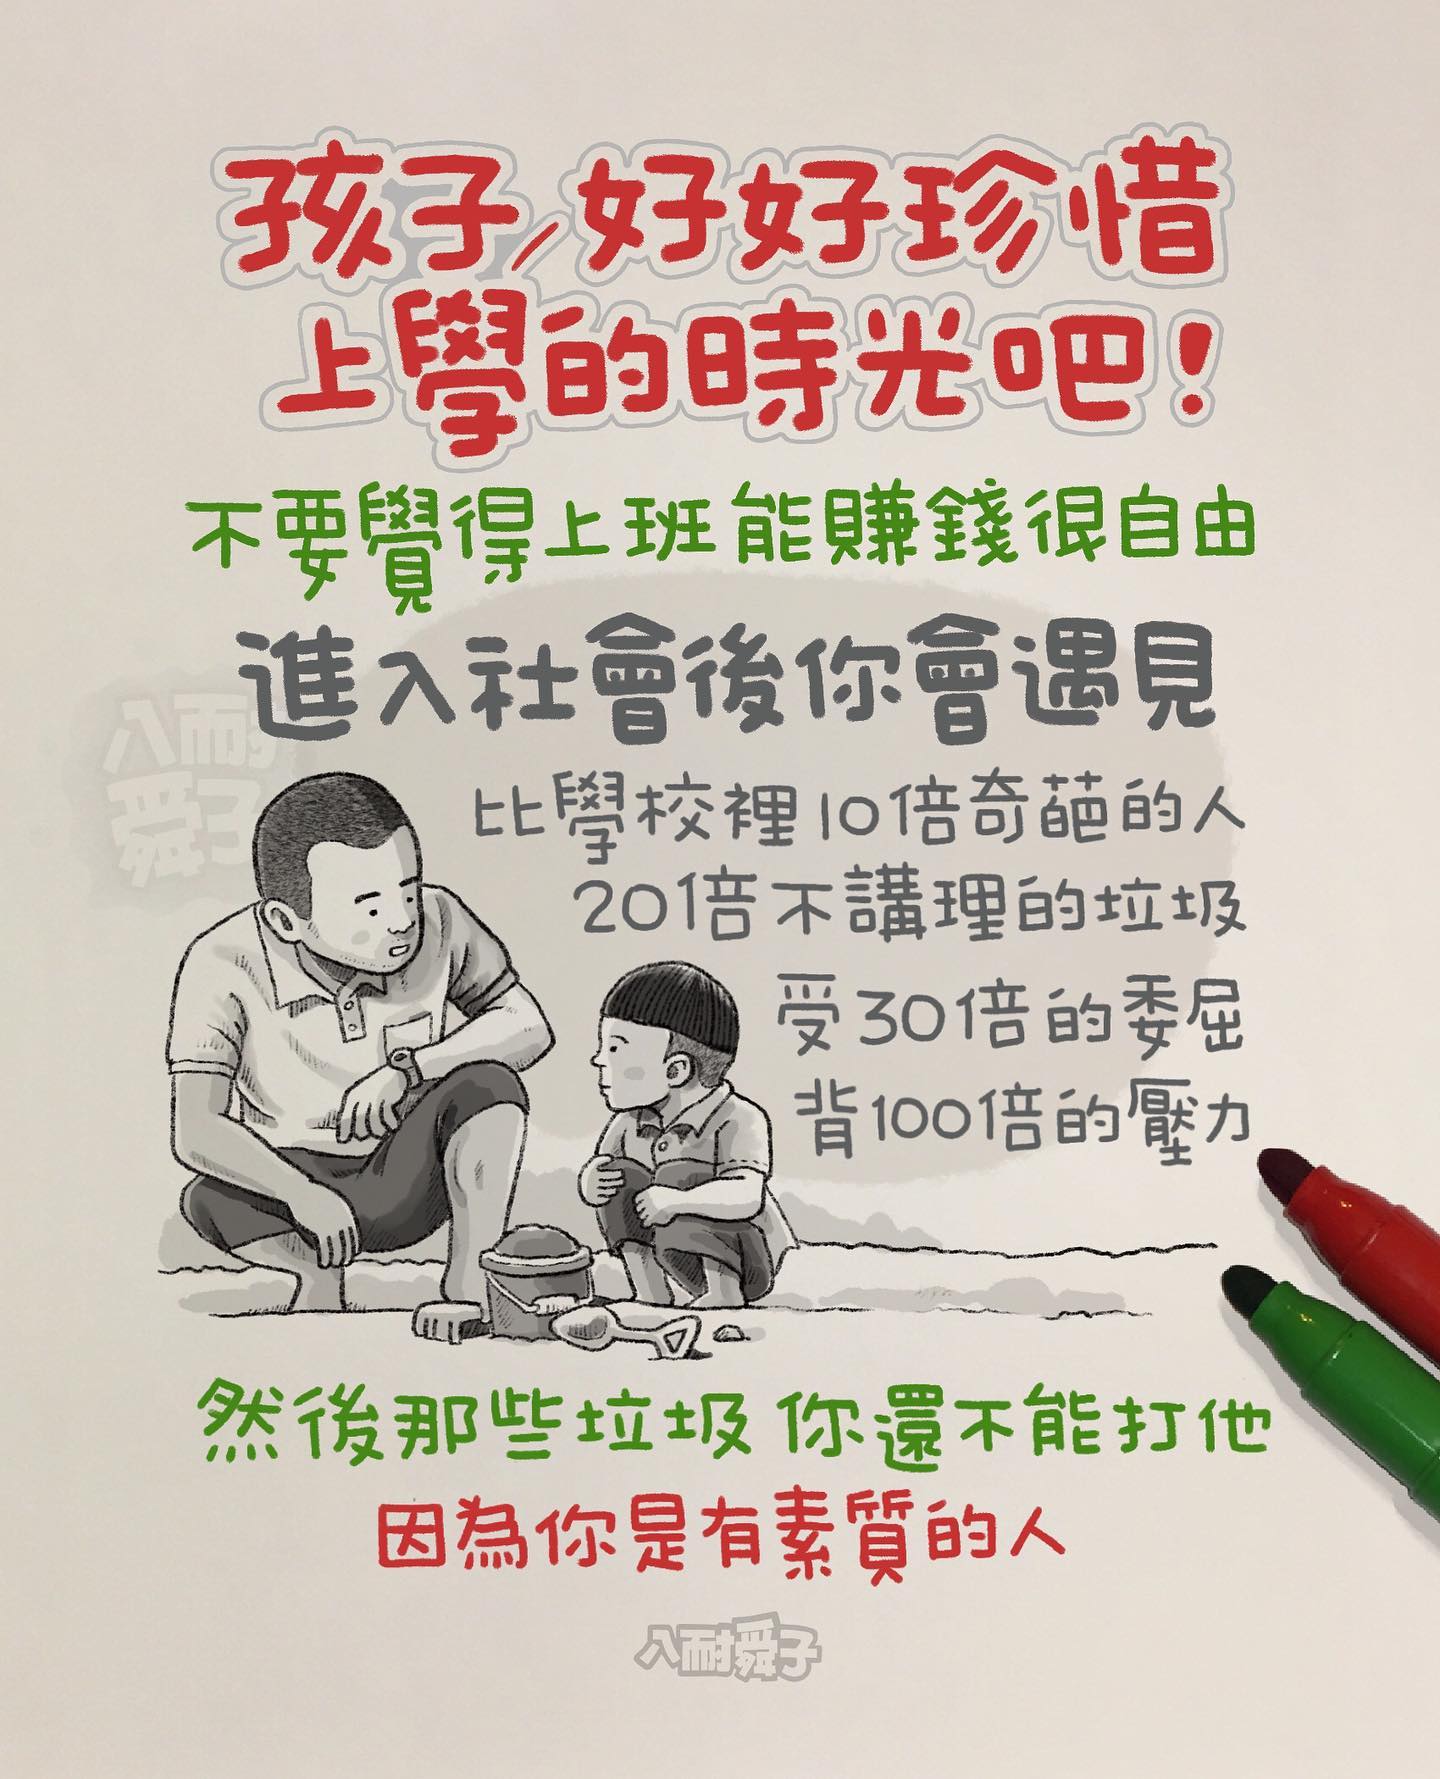 孩子，好好珍惜
上學的時光吧！
不要覺得上班能賺錢很自由
進入社會後你會遇見
八耐
舜子
比學校裡10倍奇葩的人
20倍不講理的垃圾
受30倍的委屈
背100倍的壓力
然後那些垃圾 你還不能打他
因為你是有素質的人
八耐舜子